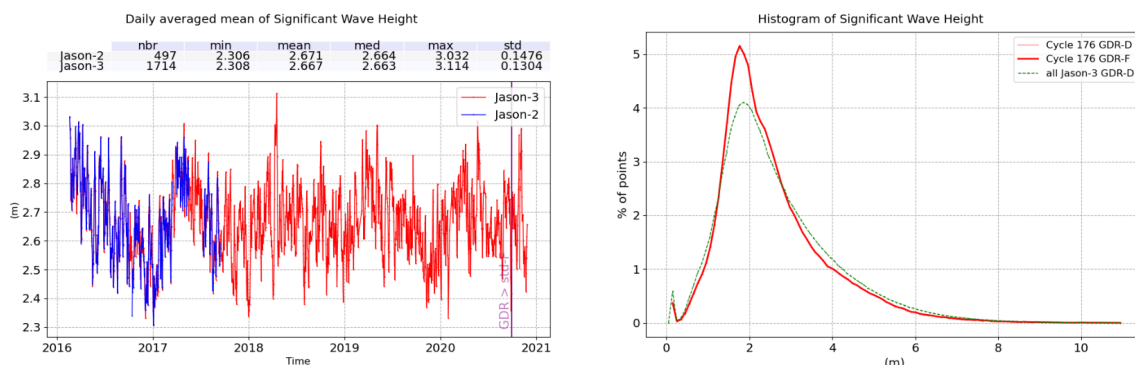 Daily averaged mean of Significant Wave Height
nbr min mean med max std
Jason-2 497 2.306 2.671 2.664 3.032 0.1476
Jason-3 1714 2.308 2.667 2.663 3.114 0.1304
3.1
3.0
2.9
2.8
2.7
2.6
2.5
2.4
2.3
(m)
Jason-3
Jason-2
GDR > std-F
2016 2017 2018 2019 2020 2021
Time
Histogram of Significant Wave Height
Cycle 176 GDR-D
Cycle 176 GDR-F
all Jason-3 GDR-D
5
4
3
2
1
0
% of points
0 2 4 6 8 10
(m)